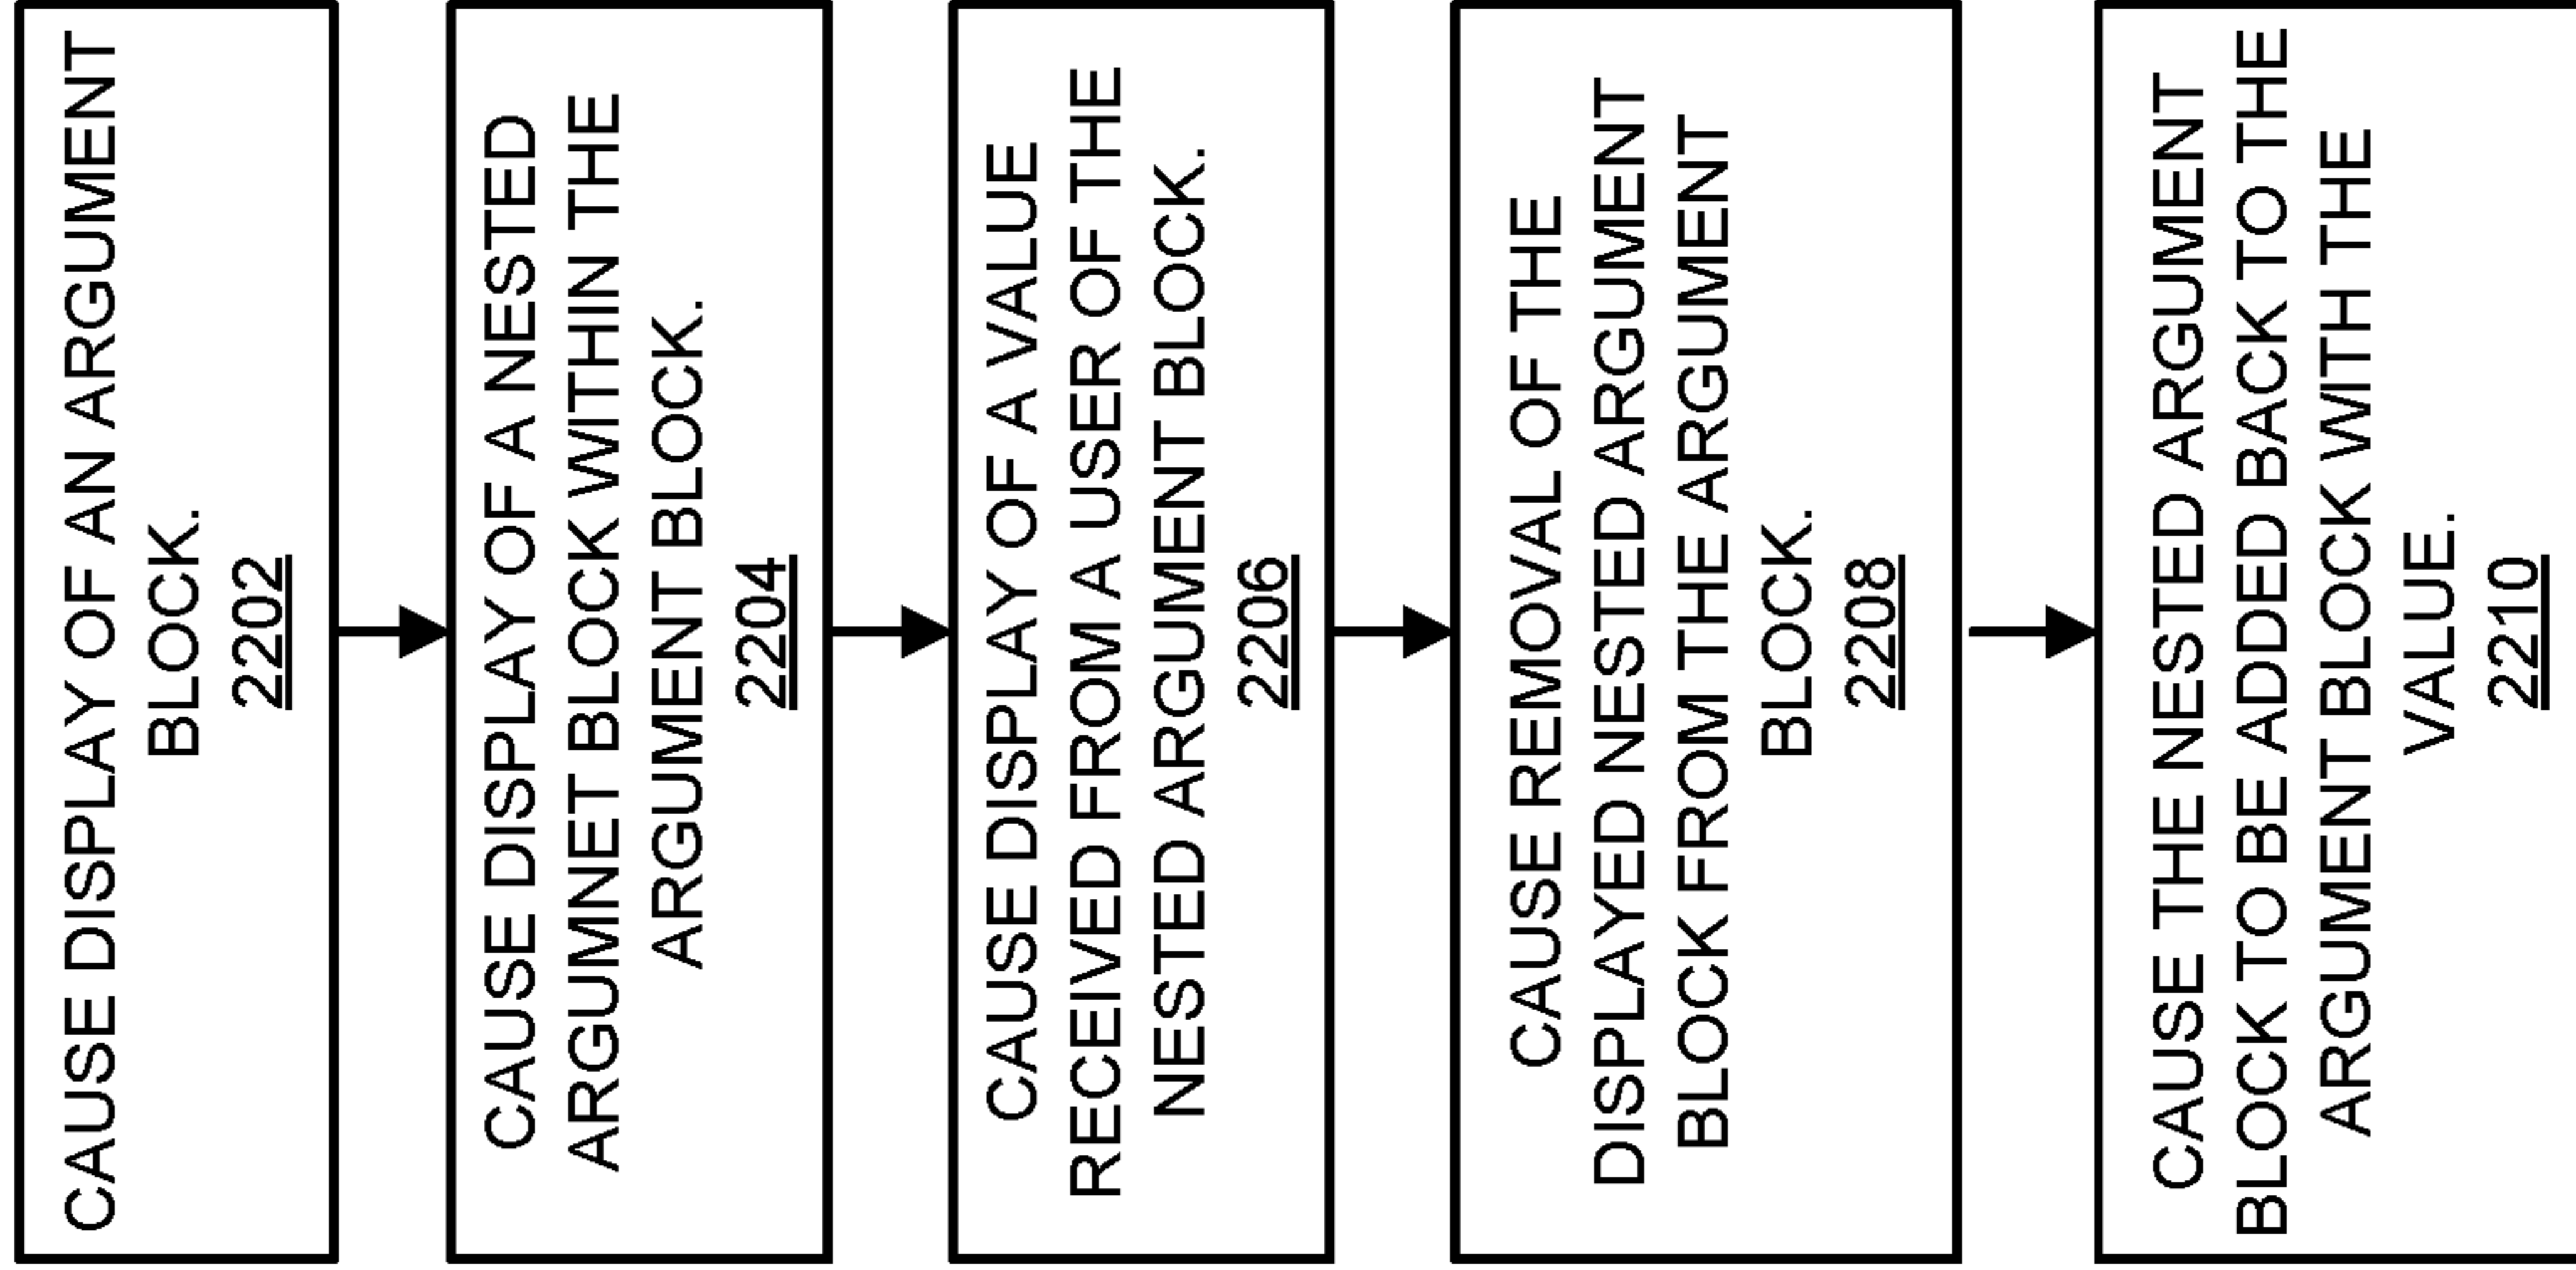 CAUSE DISPLAY OF AN ARGUMENT
BLOCK.
2202
CAUSE DISPLAY OF A NESTED
ARGUMNET BLOCK WITHIN THE
ARGUMENT BLOCK.
2204
CAUSE DISPLAY OF A VALUE
RECEIVED FROM A USER OF THE
NESTED ARGUMENT BLOCK.
2206
CAUSE REMOVAL OF THE
DISPLAYED NESTED ARGUMENT
BLOCK FROM THE ARGUMENT
BLOCK.
2208
CAUSE THE NESTED ARGUMENT
BLOCK TO BE ADDED BACK TO THE
ARGUMENT BLOCK WITH THE
VALUE.
2210